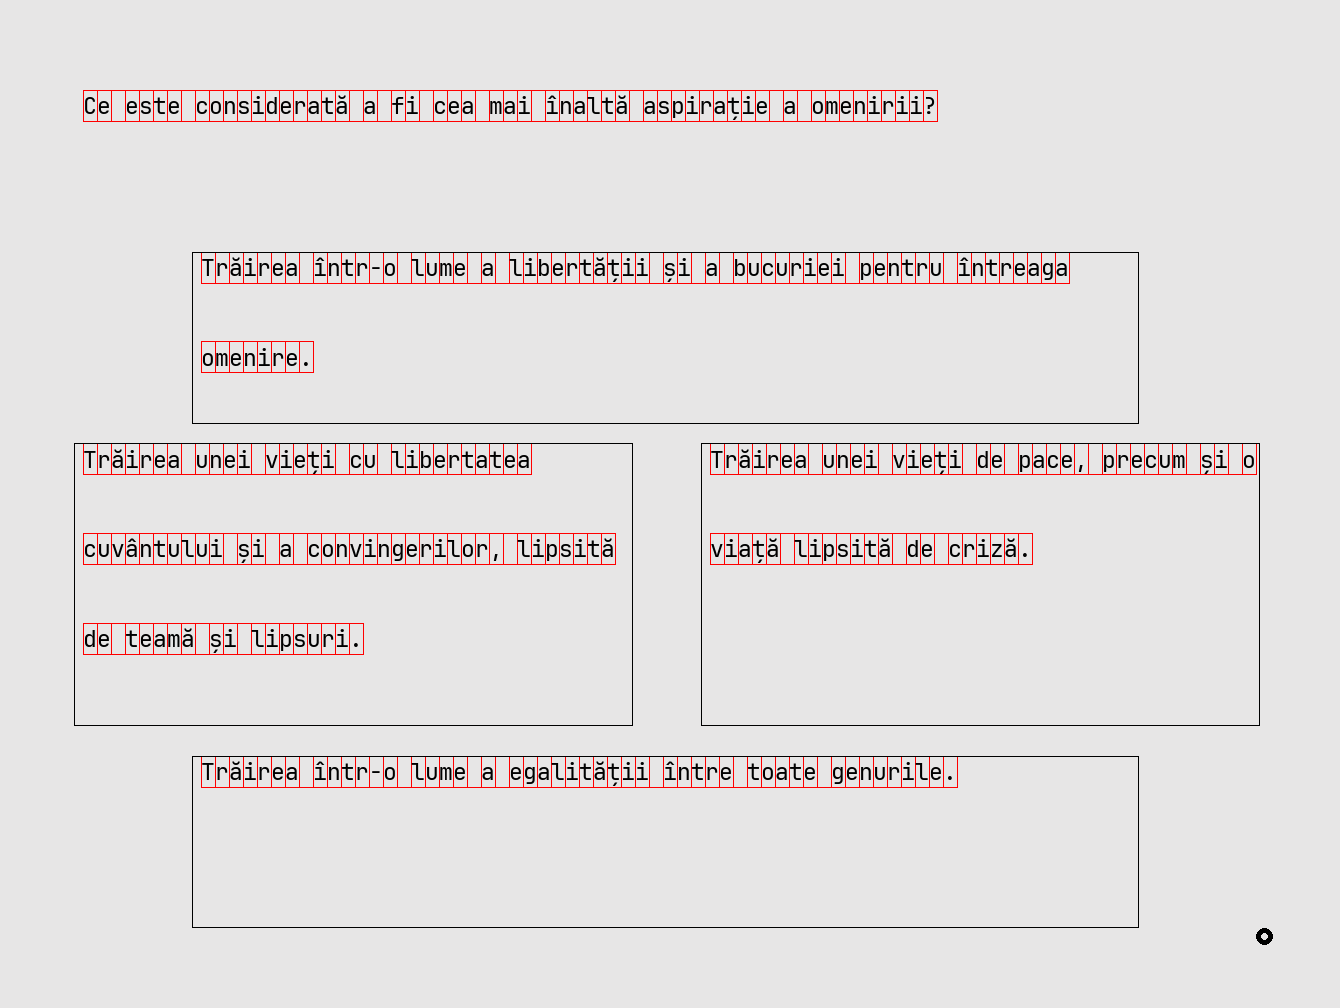 Ce este considerată a fi cea mai înaltă aspirație a omenirii?
Trăirea într-o lume a libertății și a bucuriei pentru întreaga
omenire.
Trăirea unei vieți cu libertatea
cuvântului și a convingerilor, lipsită
de teamă și lipsuri.
Trăirea unei vieți de pace, precum și o
viață lipsită de criză.
Trăirea într-o lume a egalității între toate genurile.